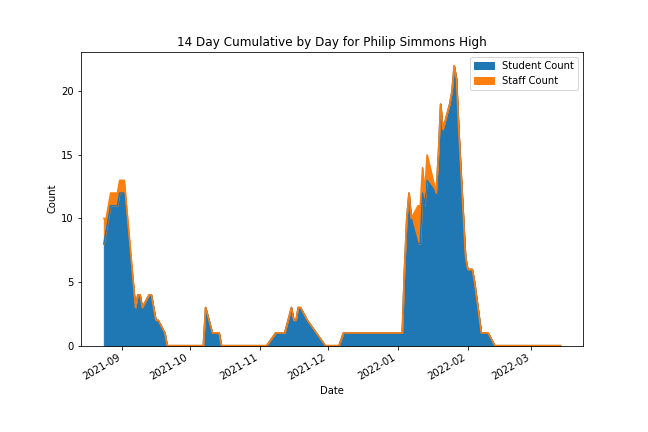 14 Day Cumulative by Day for Philip Simmons High
Student Count
Staff Count
Count
20
15
10
5
0
2021-09
2021-10
2021-11
2021-12
2022-01
2022-02
2022-03
Date